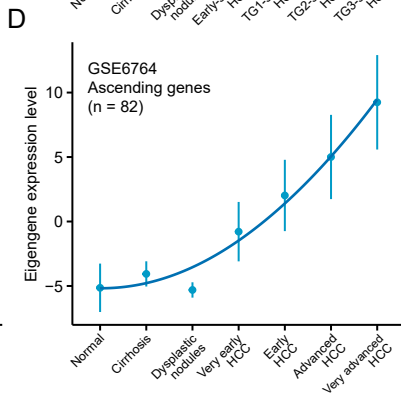 D
GSE6764
Ascending genes
(n = 82)
Eigengene expression level
10
5
0
−5
Normal
Cirrhosis
Dysplastic
nodules
Very early
HCC
Early
HCC
Advanced
HCC
Very advanced
HCC